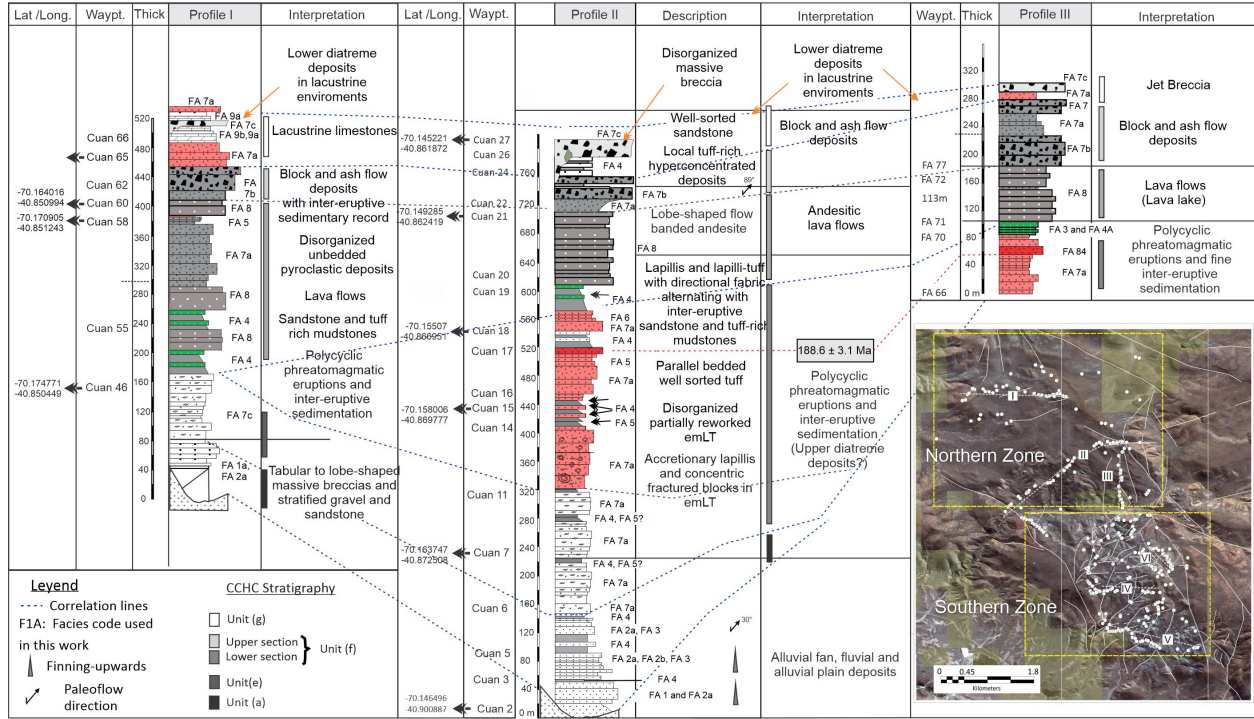 Lat /Long.
Waypt.
Thick
Profile I
Interpretation
Lat /Long.
Waypt.
Profile II
Description
Interpretation
Waypt.
Thick
Profile III
Interpretation
Lower diatreme
deposits
in lacustrine
enviroments
Lacustrine limestones
Block and ash flow
deposits
with inter-eruptive
sedimentary record
Disorganized
unbedded
pyroclastic deposits
Lava flows
Sandstone and tuff
rich mudstones
Polycyclic
phreatomagmatic
eruptions and
inter-eruptive
sedimentation
Tabular to lobe-shaped
massive breccias and
stratified gravel and
sandstone
Cuan 66
Cuan 65
Cuan 62
-70.164016
-40.850994
Cuan 60
-70.170905
-40.851243
Cuan 58
Cuan 55
-70.174771
-40.850449
Cuan 46
520
480
440
400
360
300
280
240
200
160
120
80
40
0
FA 7a
FA 9a
FA 7c
FA 9b,9a
FA 7a
FA
7b
FA 8
FA 5
FA 7a
FA 8
FA 4
FA 8
FA 4
FA 7c
FA 1a,
FA 2a
-70.145221
-40.861872
Cuan 27
Cuan 26
Cuan 24
Cuan 22
-70.149285
-40.862419
Cuan 21
Cuan 20
Cuan 19
-70.15507
-40.866951
Cuan 18
Cuan 17
Cuan 16
-70.158006
-40.869777
Cuan 15
Cuan 14
Cuan 11
-70.163747
-40.872508
Cuan 7
Cuan 6
Cuan 5
Cuan 3
-70.146496
-40.900887
Cuan 2
760
720
680
640
600
560
520
480
440
400
360
320
280
240
200
160
120
80
40
0 m
FA 7c
FA 4
FA 7b
FA 7a
FA 8
FA 4
FA 6
FA 7a
FA 4
FA 5
FA 7a
FA 4
FA 5
FA 7a
FA 7a
FA 4, FA 5?
FA 7a
FA 4, FA 5?
FA 7a
FA 7a
FA 4
FA 2a, FA 3
FA 4
FA 2a, FA 2b, FA 3
FA 4
FA 1 and FA 2a
Disorganized
massive
breccia
Well-sorted
sandstone
Local tuff-rich
hyperconcentrated
deposits
89°
Lobe-shaped flow
banded andesite
Lapillis and lapilli-tuff
with directional fabric
alternating with
inter-eruptive
sandstone and tuff-rich
mudstones
Parallel bedded
well sorted tuff
Disorganized
partially reworked
emLT
Accretionary lapillis
and concentric
fractured blocks in
emLT
30°
Lower diatreme
deposits
in lacustrine
enviroments
Block and ash flow
deposits
Andesitic
lava flows
188.6 ± 3.1 Ma
Polycyclic
phreatomagmatic
eruptions and
inter-eruptive
sedimentation
(Upper diatreme
deposits??)
Alluvial fan, fluvial and
alluvial plain deposits
FA 77
FA 72
113m
FA 71
FA 70
FA 66
320
280
240
200
160
120
80
40
0 m
FA 7c
FA 7a
FA 7
FA 7a
FA 7b
FA 8
FA 3 and FA 4A
FA 84
FA 7a
Jet Breccia
Block and ash flow
deposits
Lava flows
(Lava lake)
Polycyclic
phreatomagmatic
eruptions and fine
inter-eruptive
sedimentation
Leyend
Correlation lines
F1A: Facies code used
in this work
Finning-upwards
Paleoflow
direction
CCHC Stratigraphy
Unit (g)
Upper section
Lower section
} Unit (f)
Unit(e)
Unit (a)
I
II
III
Northern Zone
VI
IV
V
Southern Zone
0 0.45 0.9 1.8
Kilometers